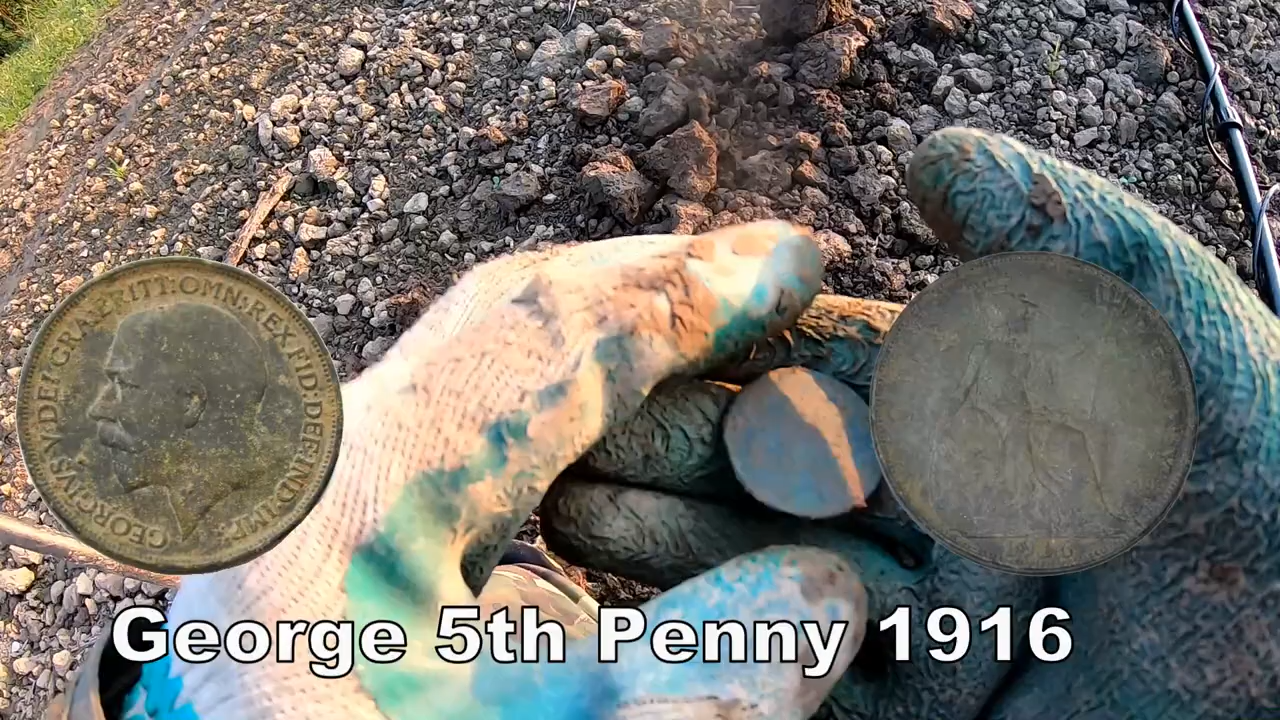 GEORGIVS V DEI GRA:BRITT:OMN:REX FID:DEF:IND:IMP:
George 5th Penny 1916